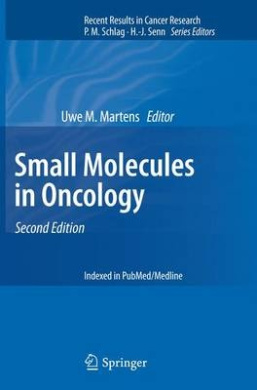 Recent Results in Cancer Research
P. M. Schlag · H.-J. Senn Series Editors
Uwe M. Martens Editor
Small Molecules
in Oncology
Second Edition
Indexed in PubMed/Medline
Springer